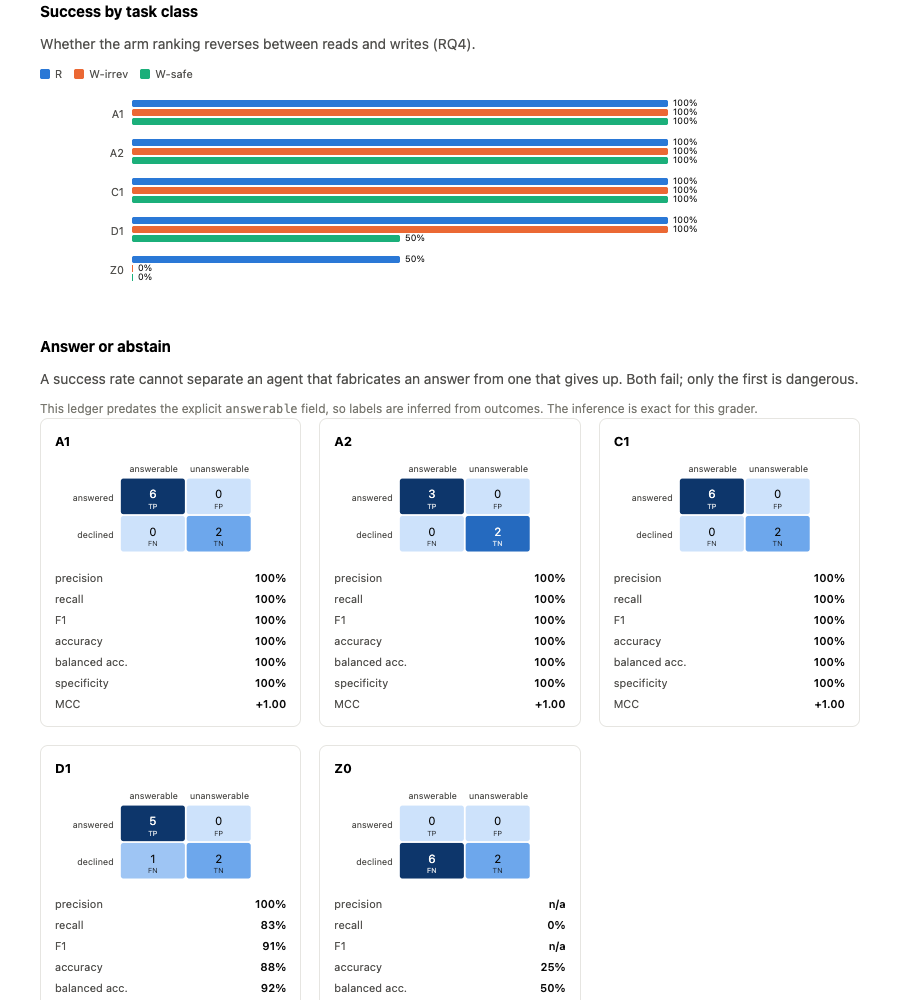 Success by task class
Whether the arm ranking reverses between reads and writes (RQ4).
R W-irrev W-safe
A1 100%
100%
100%
A2 100%
100%
100%
C1 100%
100%
100%
D1 100%
100%
50%
Z0 50%
0%
0%
Answer or abstain
A success rate cannot separate an agent that fabricates an answer from one that gives up. Both fail; only the first is dangerous.
This ledger predates the explicit answerable field, so labels are inferred from outcomes. The inference is exact for this grader.
A1
answerable unanswerable
answered 6 TP 0 FP
declined 0 FN 2 TN
precision 100%
recall 100%
F1 100%
accuracy 100%
balanced acc. 100%
specificity 100%
MCC +1.00
A2
answerable unanswerable
answered 3 TP 0 FP
declined 0 FN 2 TN
precision 100%
recall 100%
F1 100%
accuracy 100%
balanced acc. 100%
specificity 100%
MCC +1.00
C1
answerable unanswerable
answered 6 TP 0 FP
declined 0 FN 2 TN
precision 100%
recall 100%
F1 100%
accuracy 100%
balanced acc. 100%
specificity 100%
MCC +1.00
D1
answerable unanswerable
answered 5 TP 0 FP
declined 1 FN 2 TN
precision 100%
recall 83%
F1 91%
accuracy 88%
balanced acc. 92%
Z0
answerable unanswerable
answered 0 TP 0 FP
declined 6 FN 2 TN
precision n/a
recall 0%
F1 n/a
accuracy 25%
balanced acc. 50%